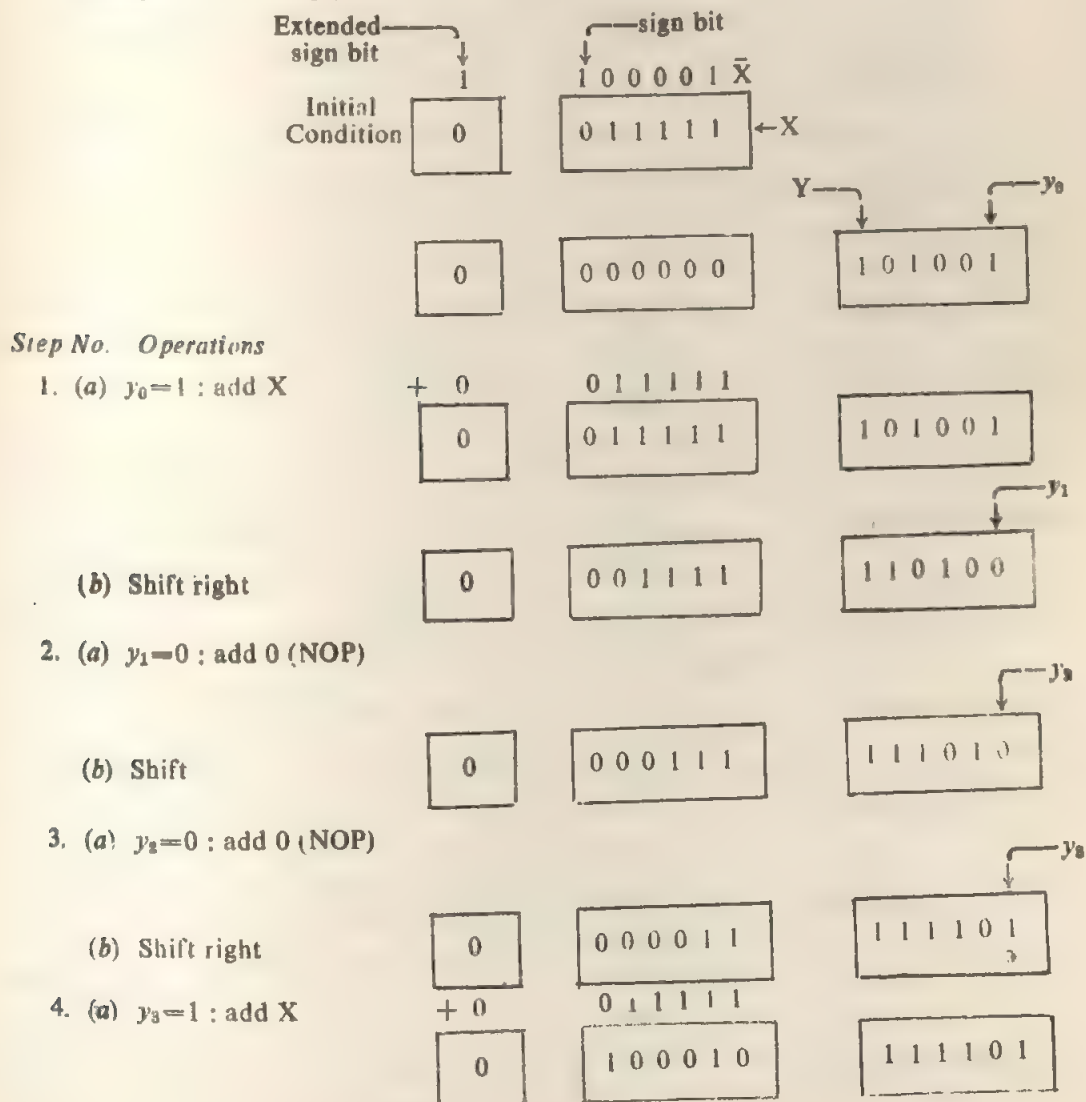 Extended sign bit
sign bit
1 1 0 0 0 0 1 X̄
Initial Condition 0 0 1 1 1 1 1 ←X
Y y₀
0 0 0 0 0 0 0 1 0 1 0 0 1
Step No. Operations
1. (a) y₀=1 : add X + 0 0 1 1 1 1 1
0 0 1 1 1 1 1 1 0 1 0 0 1
y₁
(b) Shift right 0 0 0 1 1 1 1 1 1 0 1 0 0
2. (a) y₁=0 : add 0 (NOP)
(b) Shift 0 0 0 0 1 1 1 1 1 1 0 1 0
3. (a) y₂=0 : add 0 (NOP)
y₃
(b) Shift right 0 0 0 0 0 1 1 1 1 1 1 0 1
4. (a) y₃=1 : add X + 0 0 1 1 1 1 1
0 1 0 0 0 1 0 1 1 1 1 0 1